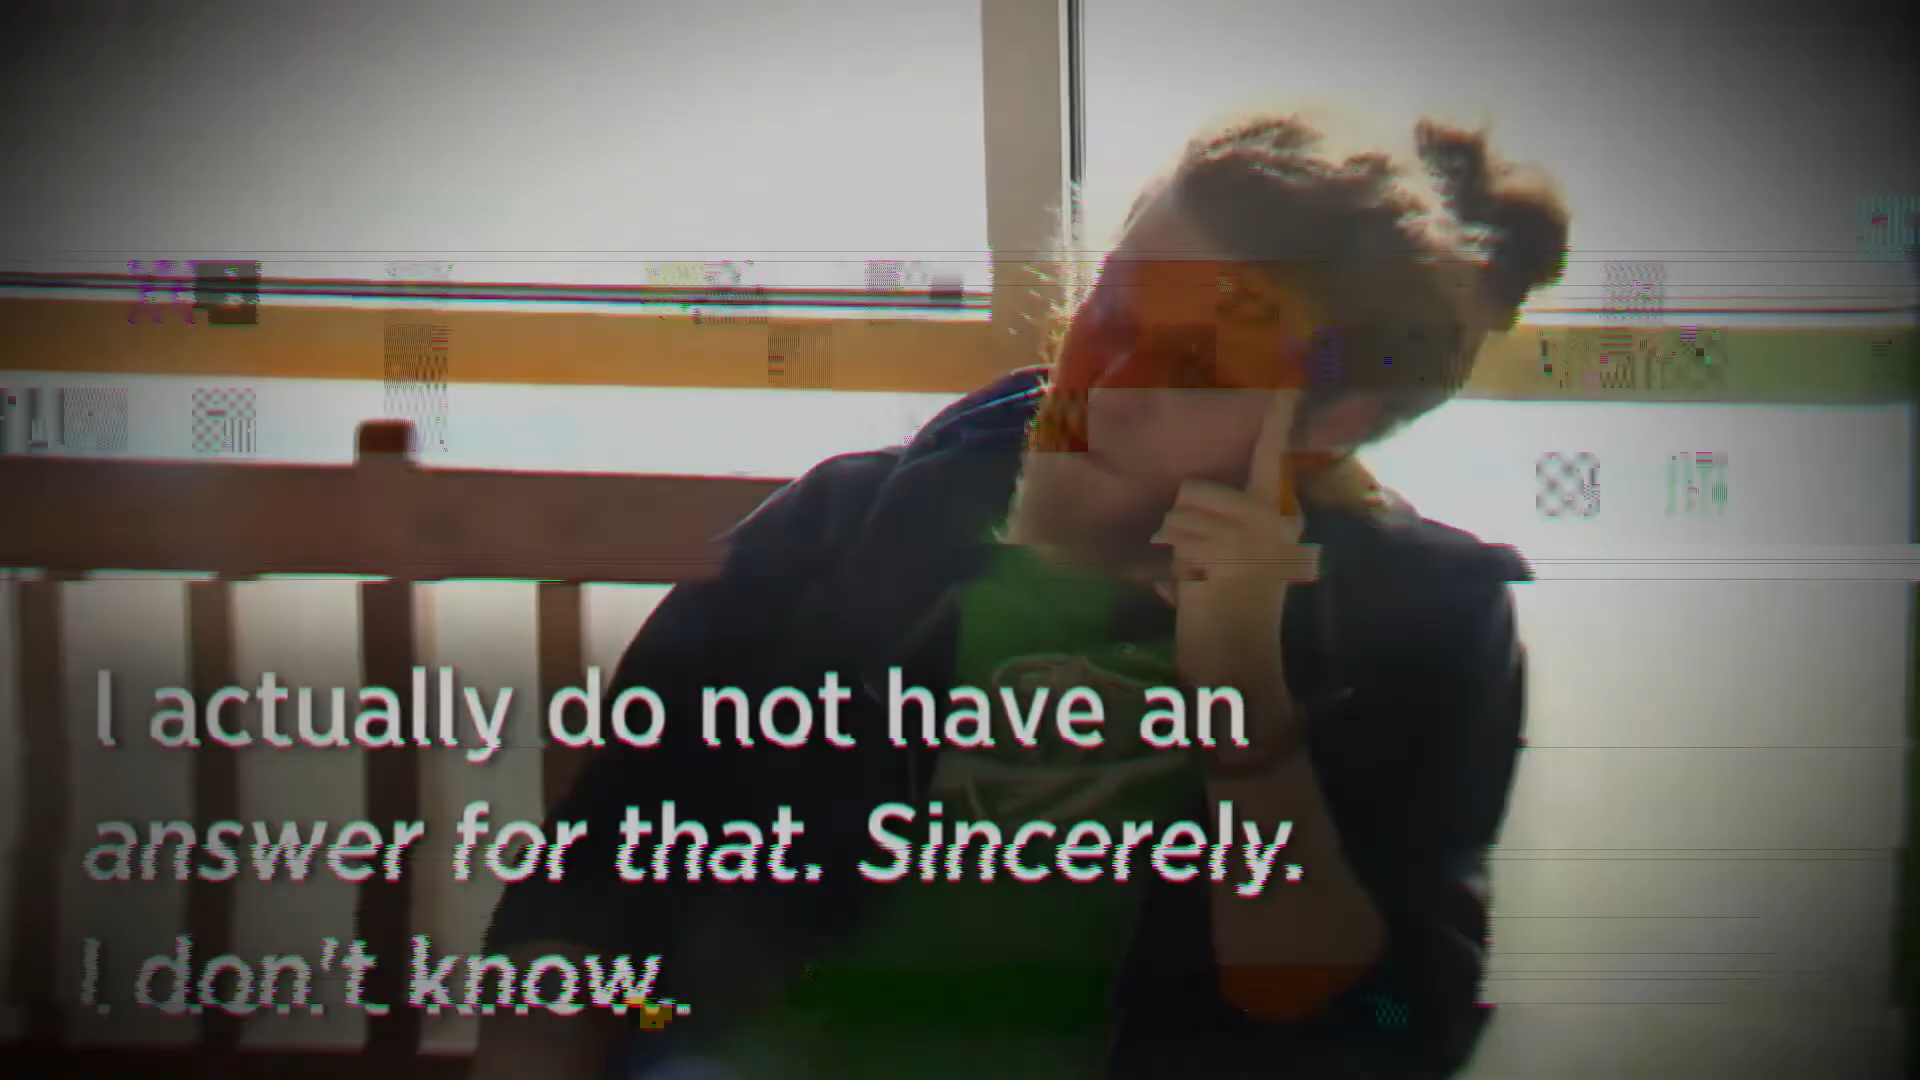 I actually do not have an
answer for that. Sincerely.
I don't know.